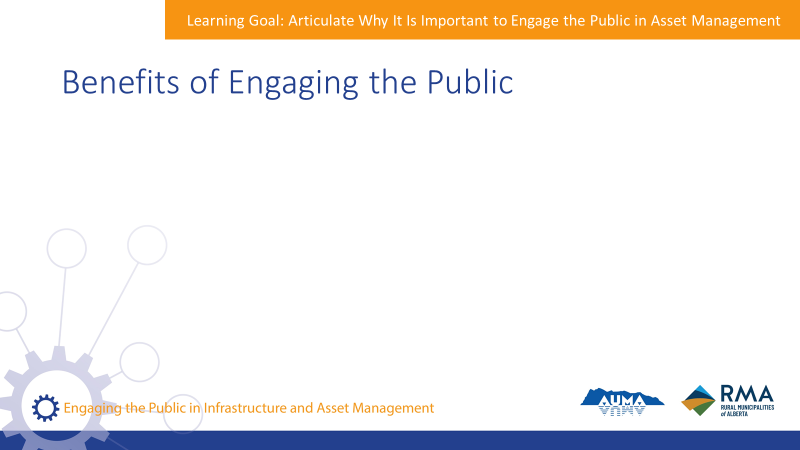 Learning Goal: Articulate Why It Is Important to Engage the Public in Asset Management
Benefits of Engaging the Public
Engaging the Public in Infrastructure and Asset Management
AUMA
RMA
RURAL MUNICIPALITIES
of ALBERTA